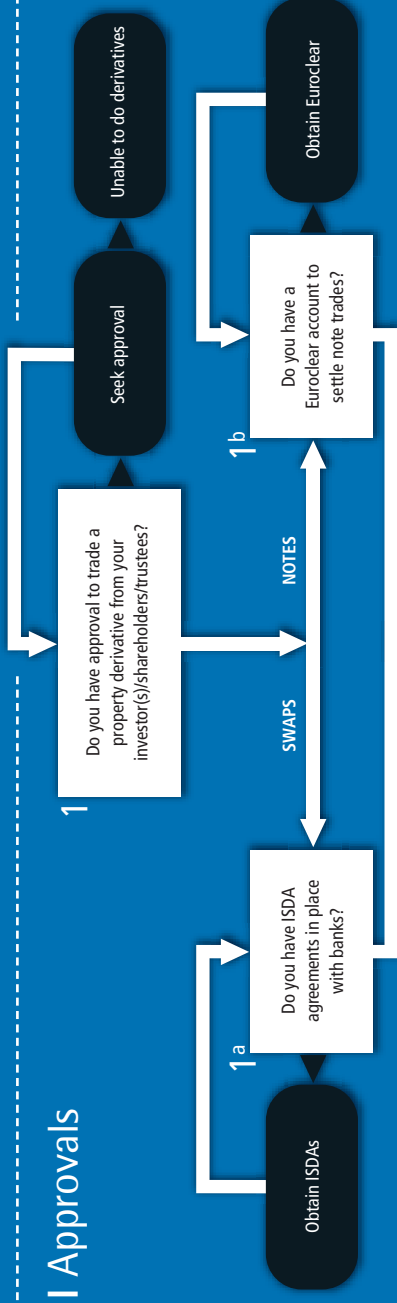 I Approvals
1
Do you have approval to trade a
property derivative from your
investor(s)/shareholders/trustees?
Seek approval
Unable to do derivatives
SWAPS
NOTES
1a
Do you have ISDA
agreements in place
with banks?
Obtain ISDAs
1b
Do you have a
Euroclear account to
settle note trades?
Obtain Euroclear